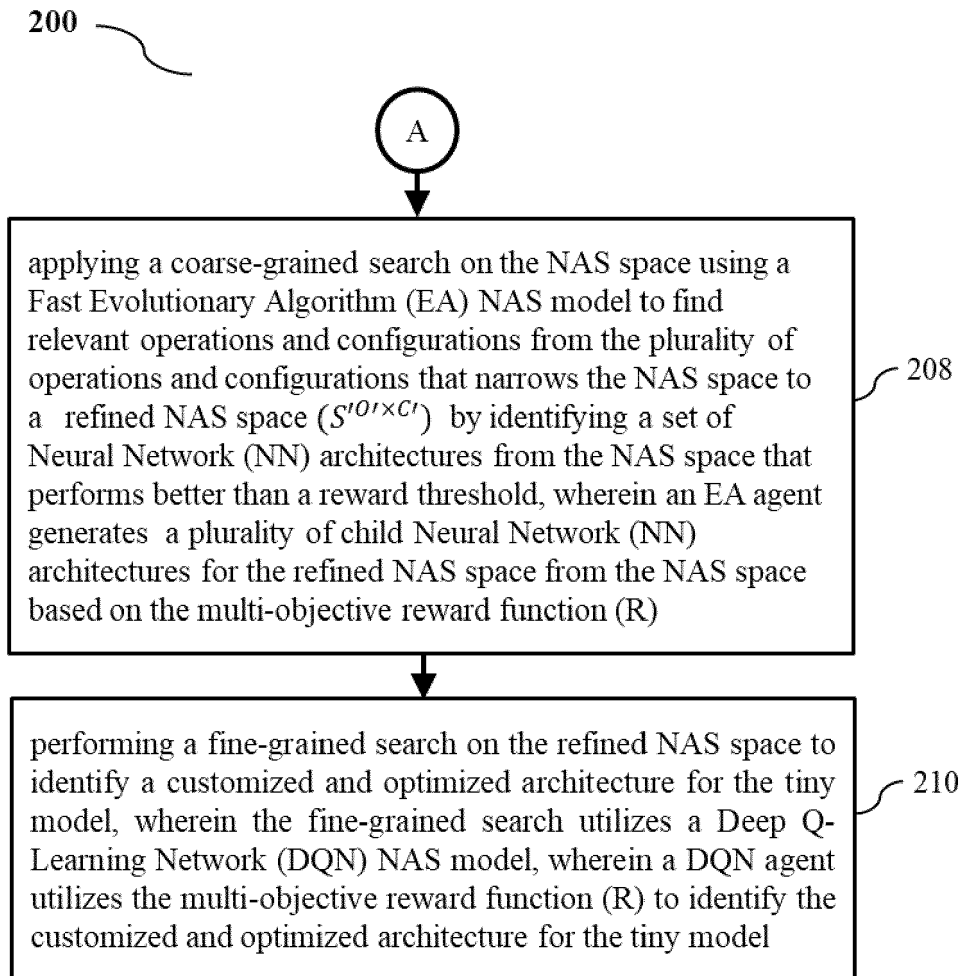 200
A
applying a coarse-grained search on the NAS space using a
Fast Evolutionary Algorithm (EA) NAS model to find
relevant operations and configurations from the plurality of
operations and configurations that narrows the NAS space to
a refined NAS space (S'^{O'×C'}) by identifying a set of
Neural Network (NN) architectures from the NAS space that
performs better than a reward threshold, wherein an EA agent
generates a plurality of child Neural Network (NN)
architectures for the refined NAS space from the NAS space
based on the multi-objective reward function (R)
208
performing a fine-grained search on the refined NAS space to
identify a customized and optimized architecture for the tiny
model, wherein the fine-grained search utilizes a Deep Q-
Learning Network (DQN) NAS model, wherein a DQN agent
utilizes the multi-objective reward function (R) to identify the
customized and optimized architecture for the tiny model
210